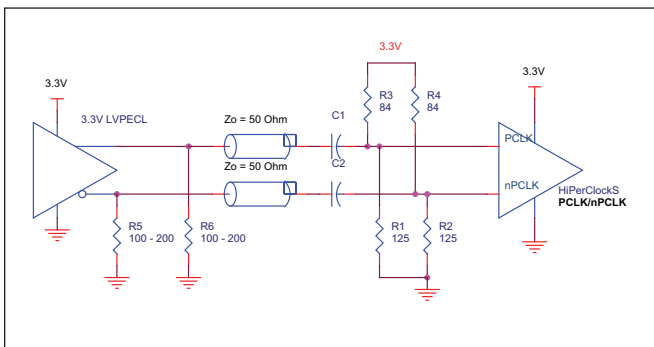 3.3V
3.3V
3.3V
3.3V LVPECL
Zo = 50 Ohm
C1
R3
84
R4
84
Zo = 50 Ohm
C2
PCLK
nPCLK
HiPerClockS
PCLK/nPCLK
R5
100 - 200
R6
100 - 200
R1
125
R2
125